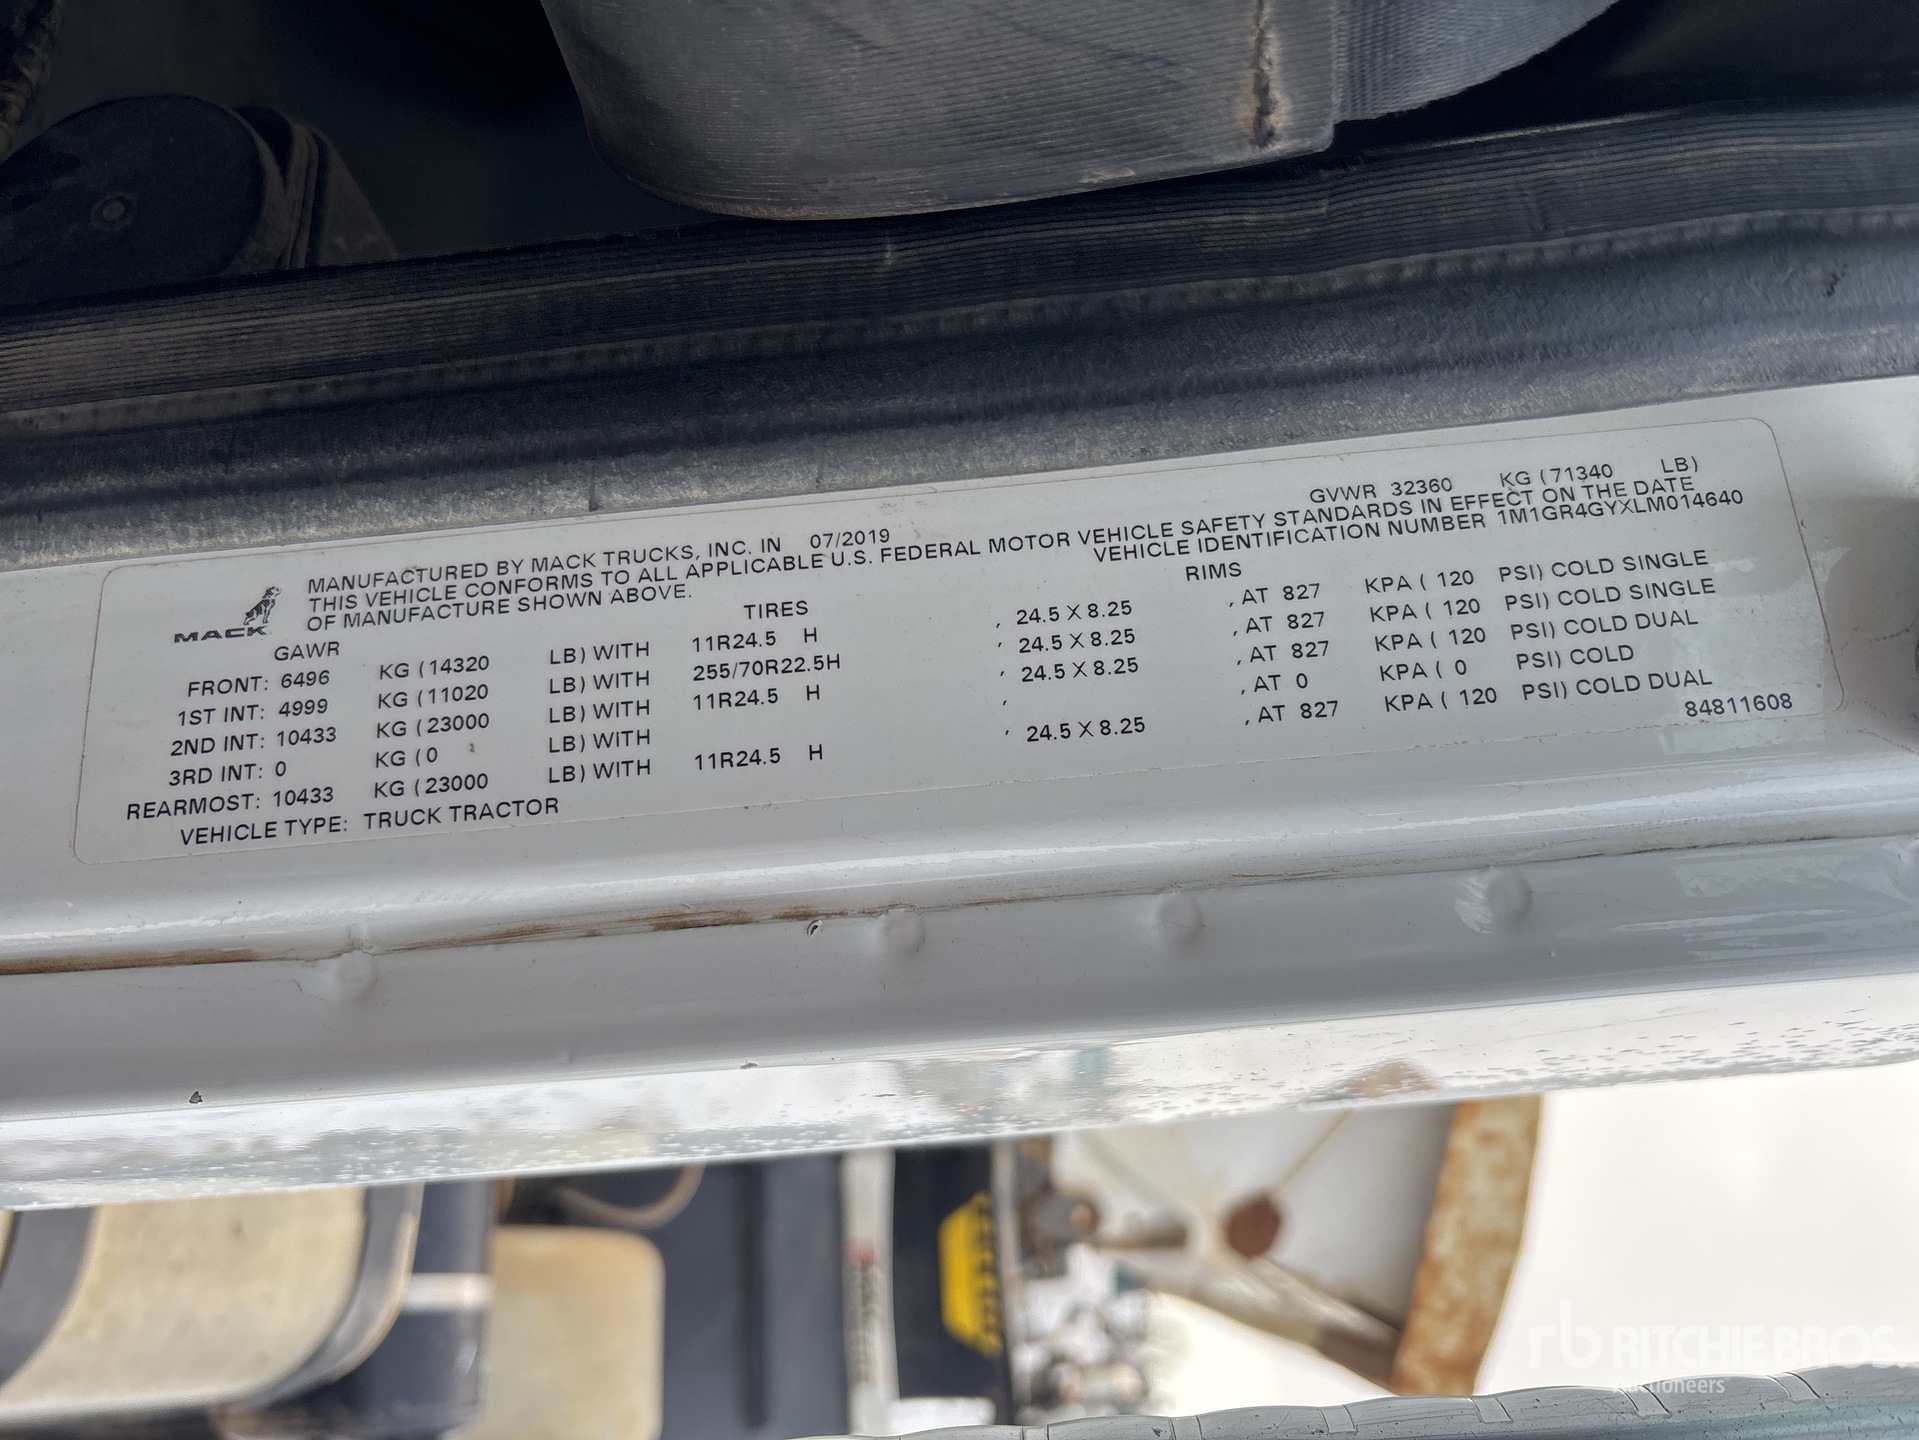 MANUFACTURED BY MACK TRUCKS, INC. IN 07/2019 GVWR 32360 KG (71340 LB)
THIS VEHICLE CONFORMS TO ALL APPLICABLE U.S. FEDERAL MOTOR VEHICLE SAFETY STANDARDS IN EFFECT ON THE DATE
OF MANUFACTURE SHOWN ABOVE. VEHICLE IDENTIFICATION NUMBER 1M1GR4GYXLM014640
MACK
GAWR TIRES RIMS
FRONT: 6496 KG (14320 LB) WITH 11R24.5 H , 24.5 X 8.25 , AT 827 KPA ( 120 PSI) COLD SINGLE
1ST INT: 4999 KG (11020 LB) WITH 255/70R22.5H , 24.5 X 8.25 , AT 827 KPA ( 120 PSI) COLD SINGLE
2ND INT: 10433 KG (23000 LB) WITH 11R24.5 H , 24.5 X 8.25 , AT 827 KPA ( 120 PSI) COLD DUAL
3RD INT: 0 KG (0 LB) WITH , , AT 0 KPA ( 0 PSI) COLD
REARMOST: 10433 KG (23000 LB) WITH 11R24.5 H , 24.5 X 8.25 , AT 827 KPA ( 120 PSI) COLD DUAL
VEHICLE TYPE: TRUCK TRACTOR 84811608
rb RITCHIE BROS.
Auctioneers